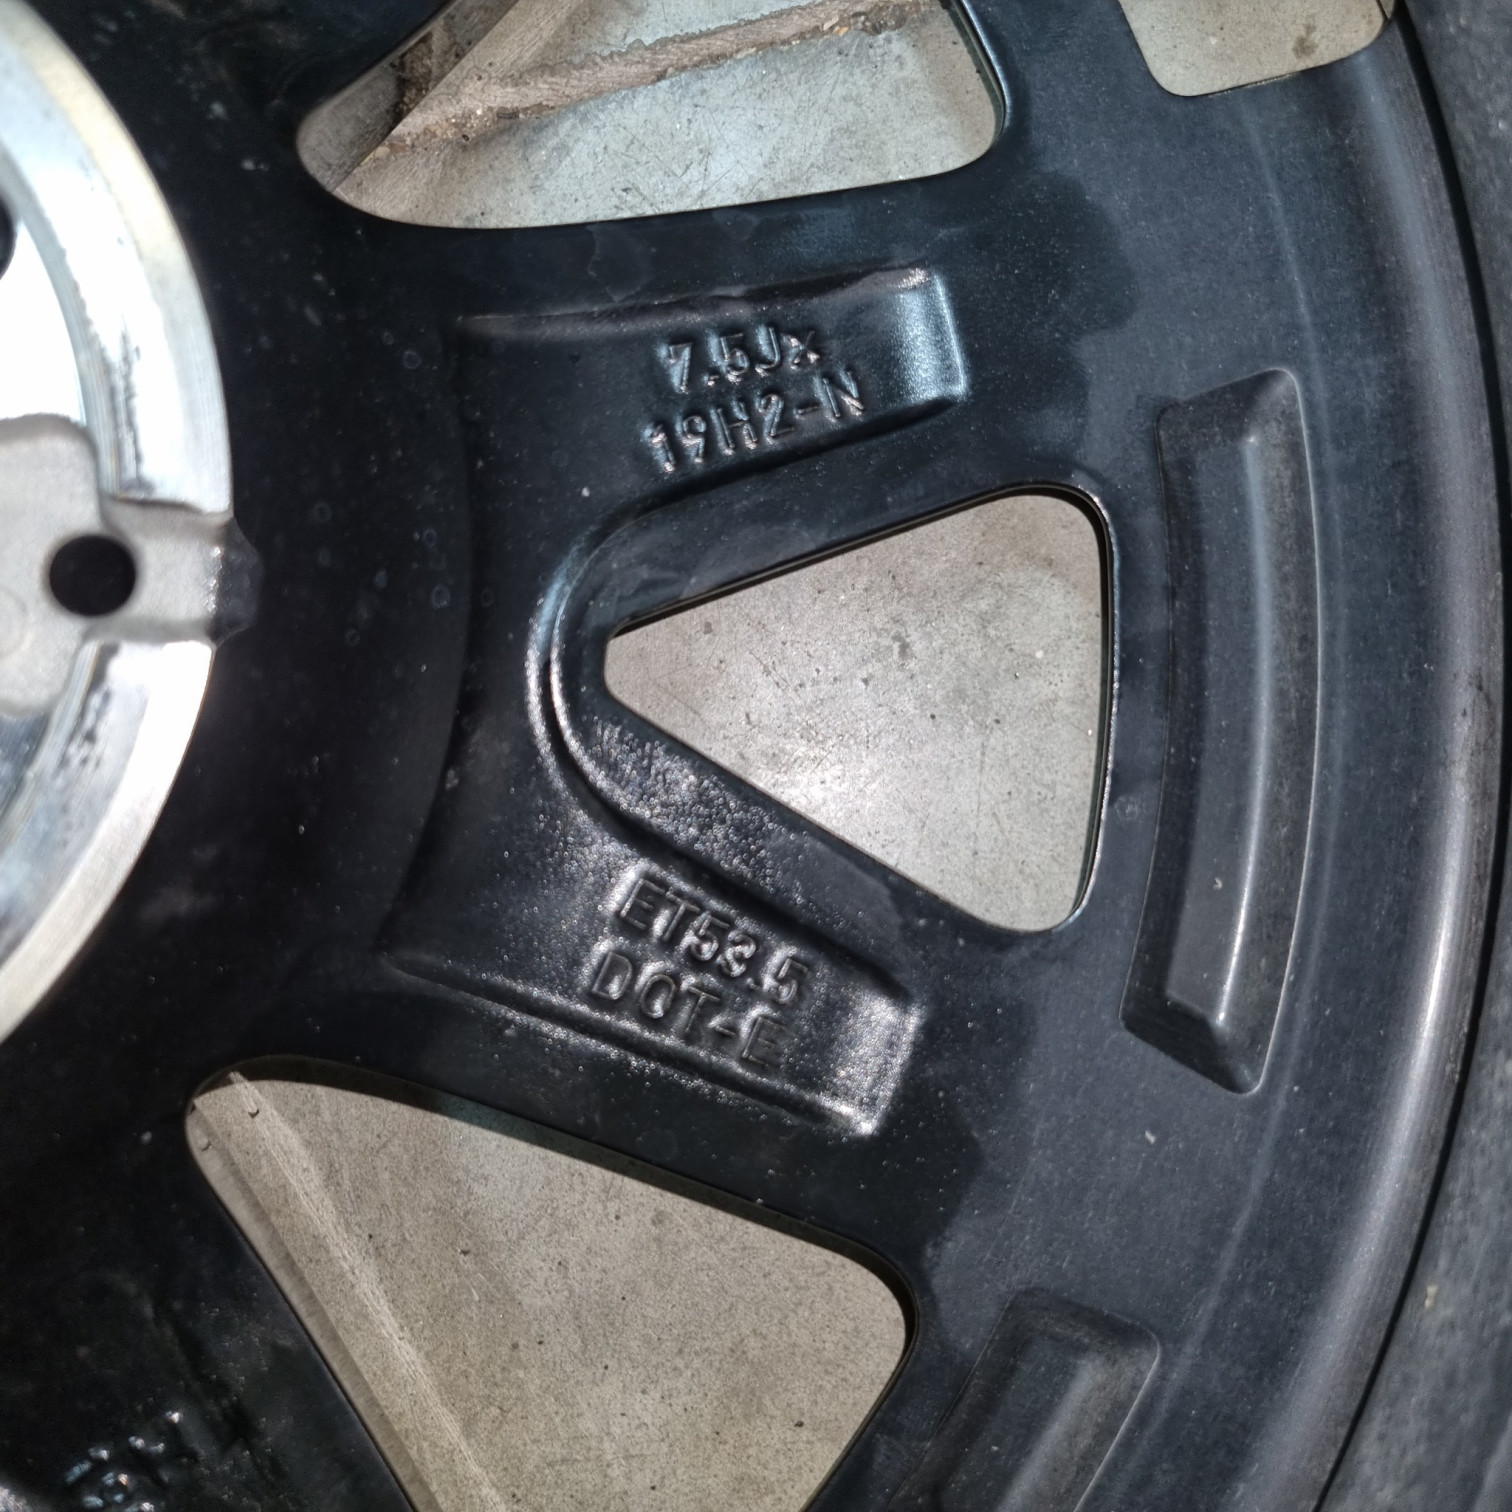 7.5Jx
19H2-N
ET53.5
DOT-E